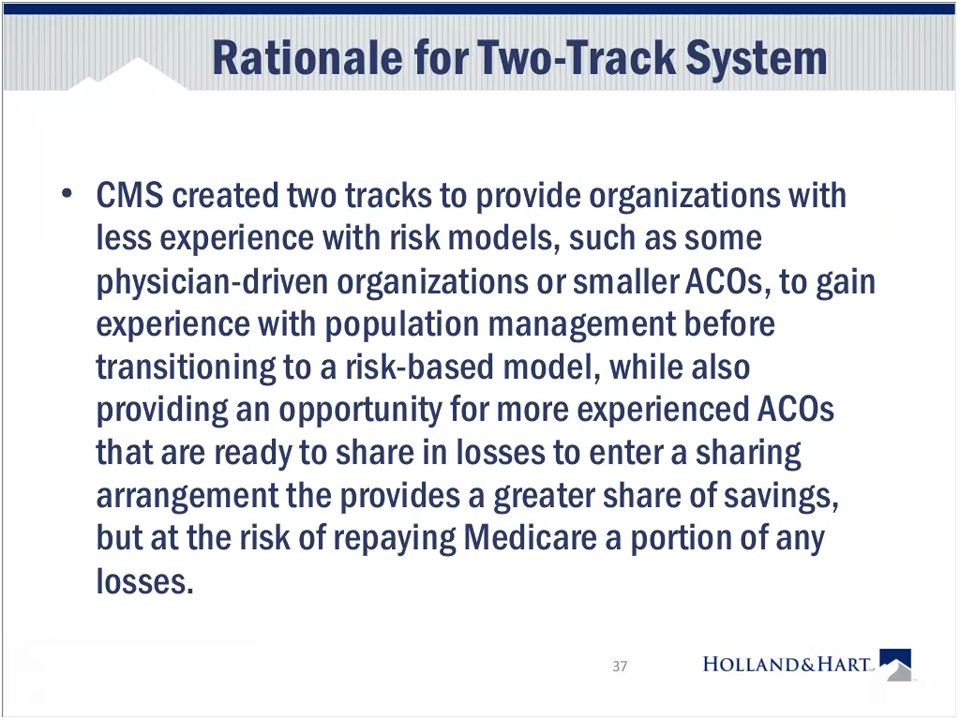 Rationale for Two-Track System
• CMS created two tracks to provide organizations with
less experience with risk models, such as some
physician-driven organizations or smaller ACOs, to gain
experience with population management before
transitioning to a risk-based model, while also
providing an opportunity for more experienced ACOs
that are ready to share in losses to enter a sharing
arrangement the provides a greater share of savings,
but at the risk of repaying Medicare a portion of any
losses.
37
HOLLAND&HART